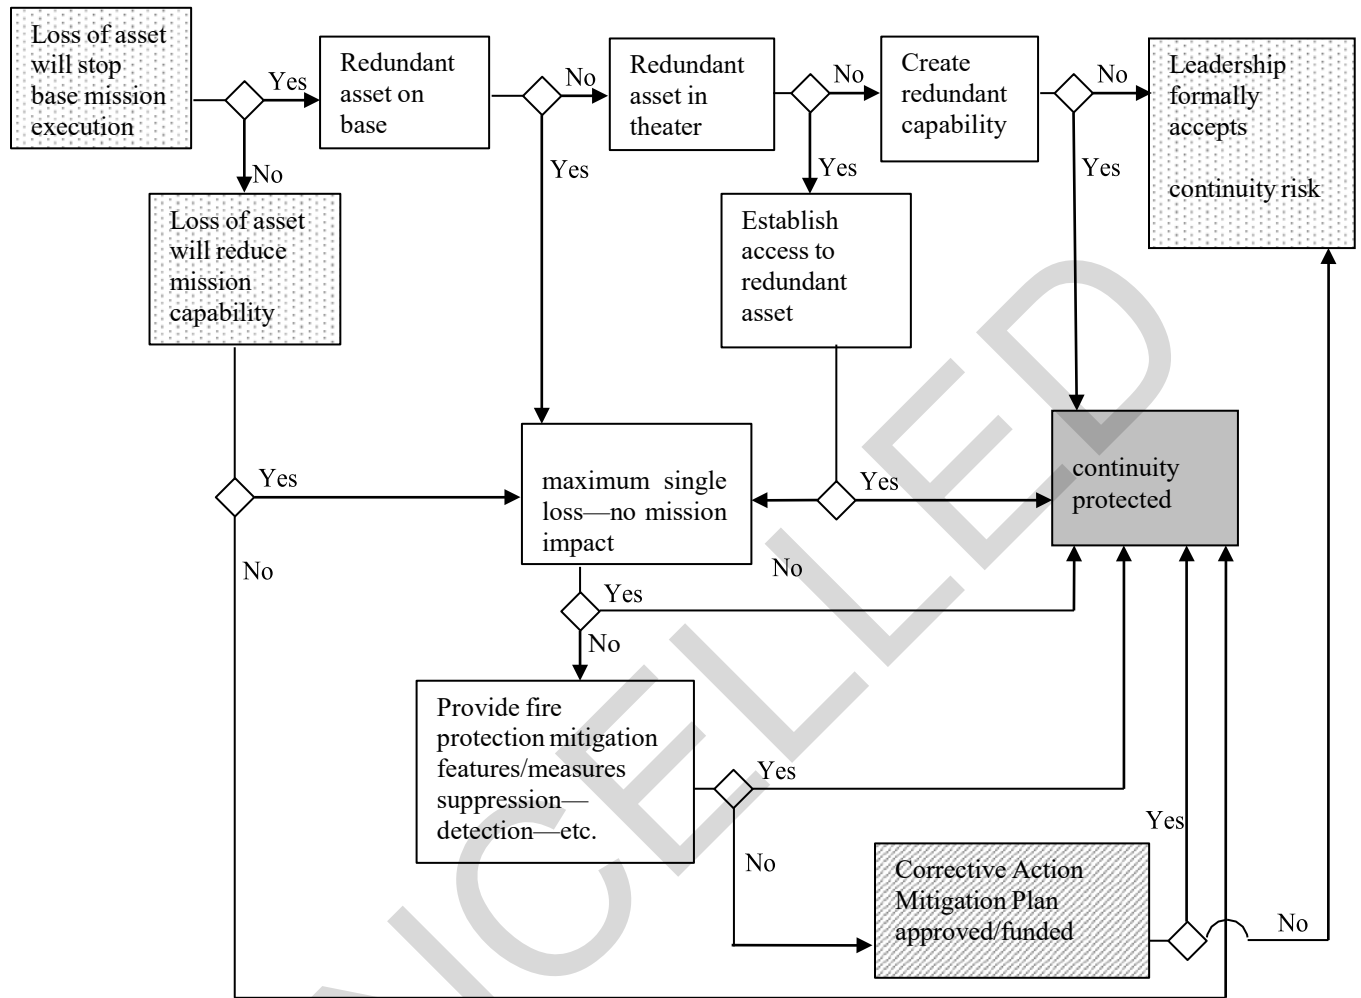 Loss of asset
will stop
base mission
execution
Yes
Redundant
asset on
base
No
Redundant
asset in
theater
No
Create
redundant
capability
No
Leadership
formally
accepts
continuity risk
No
Yes
Yes
Yes
Loss of asset
will reduce
mission
capability
Establish
access to
redundant
asset
Yes
maximum single
loss—no mission
impact
Yes
continuity
protected
No
No
Yes
No
Provide fire
protection mitigation
features/measures
suppression—
detection—etc.
Yes
No
Yes
Corrective Action
Mitigation Plan
approved/funded
No
NCELLED